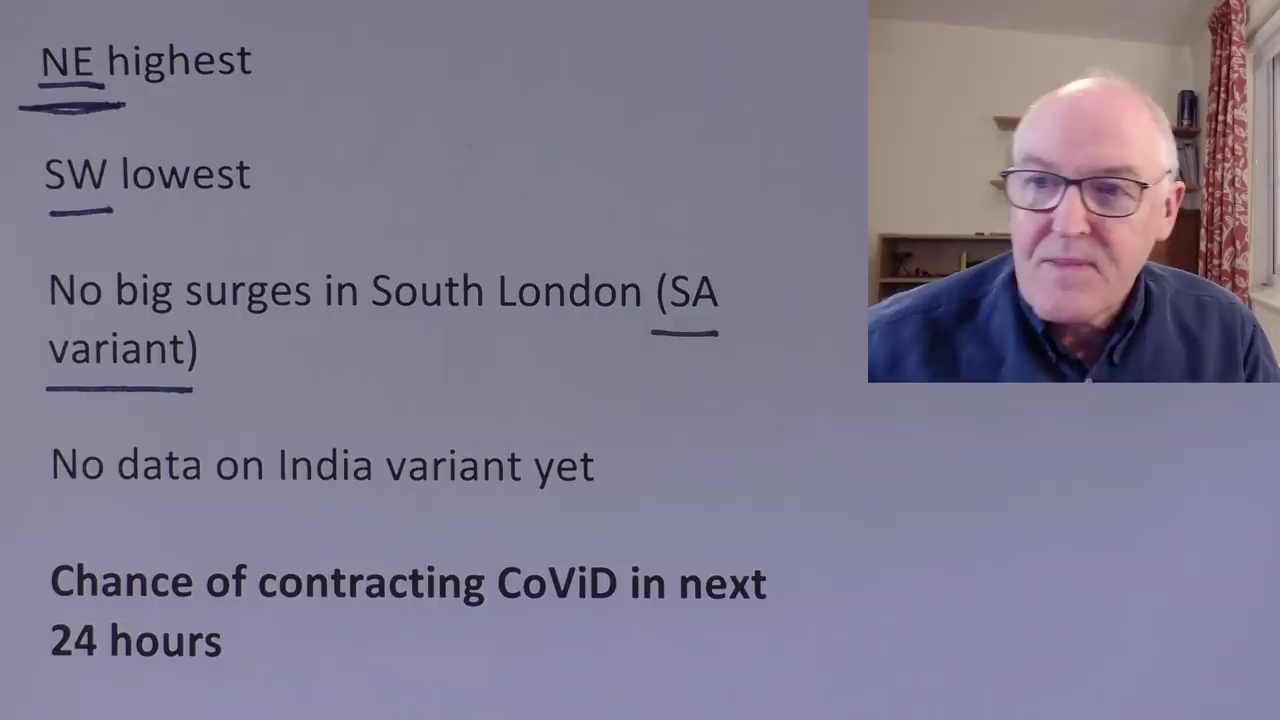 NE highest
SW lowest
No big surges in South London (SA
variant)
No data on India variant yet
Chance of contracting CoViD in next
24 hours